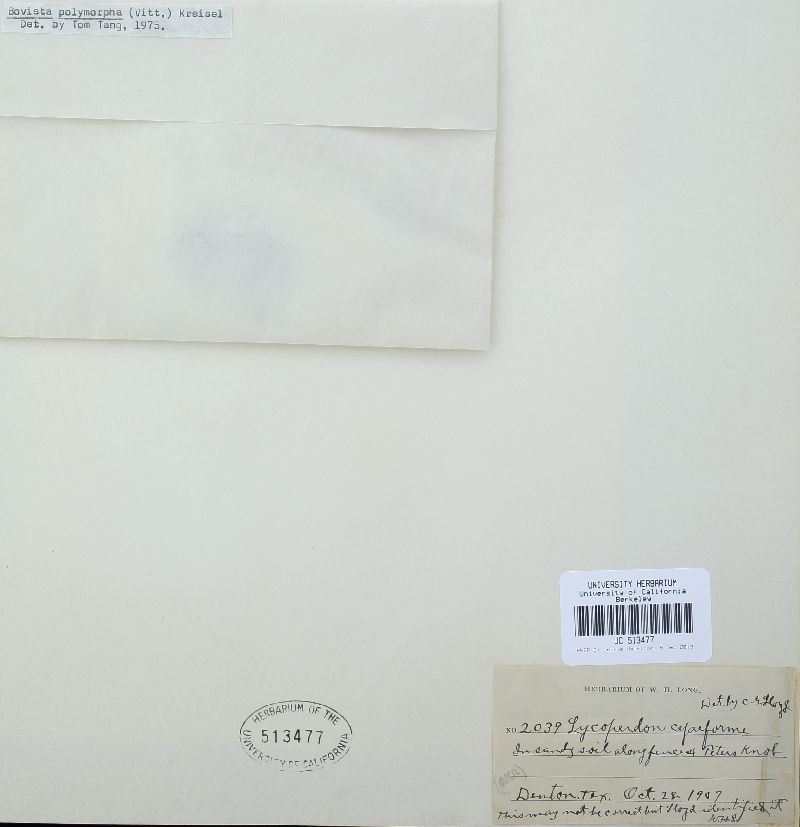 Bovista polymorpha (Vitt.) Kreisel
Det. by Tom Tang, 1975.
UNIVERSITY HERBARIUM
University of California
Berkeley
UC 513477
HERBARIUM OF W. H. LONG.
Det. by C. G. Lloyd
NO 2039 Lycoperdon cepaeforme
In sandy soil along fences Peters Knob
Denton. Tex. Oct. 28 1907
This may not be correct but Lloyd identified it
WHL
HERBARIUM OF THE
513477
UNIVERSITY OF CALIFORNIA